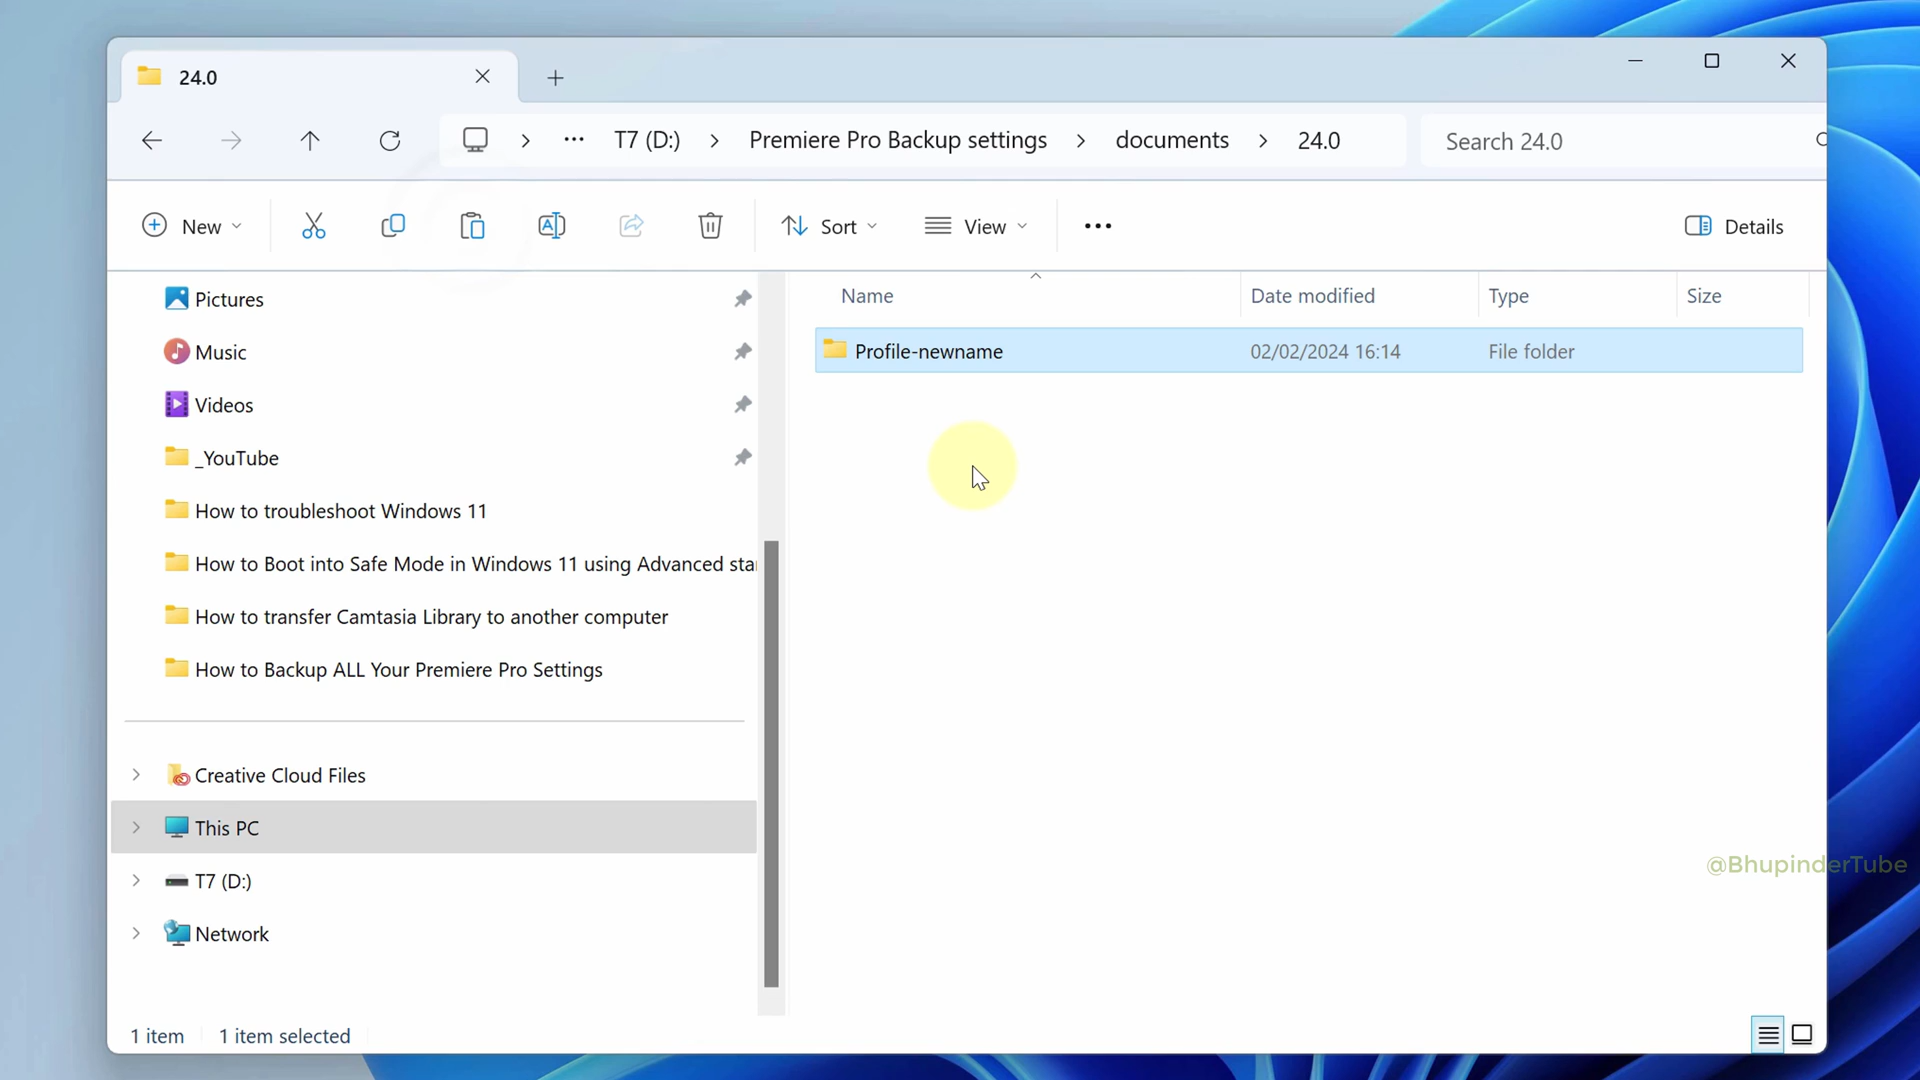 24.0
T7 (D:) Premiere Pro Backup settings documents 24.0
Search 24.0
New
Sort
View
Details
Pictures
Music
Videos
_YouTube
How to troubleshoot Windows 11
How to Boot into Safe Mode in Windows 11 using Advanced sta
How to transfer Camtasia Library to another computer
How to Backup ALL Your Premiere Pro Settings
Creative Cloud Files
This PC
T7 (D:)
Network
Name Date modified Type Size
Profile-newname 02/02/2024 16:14 File folder
@BhupinderTube
1 item 1 item selected